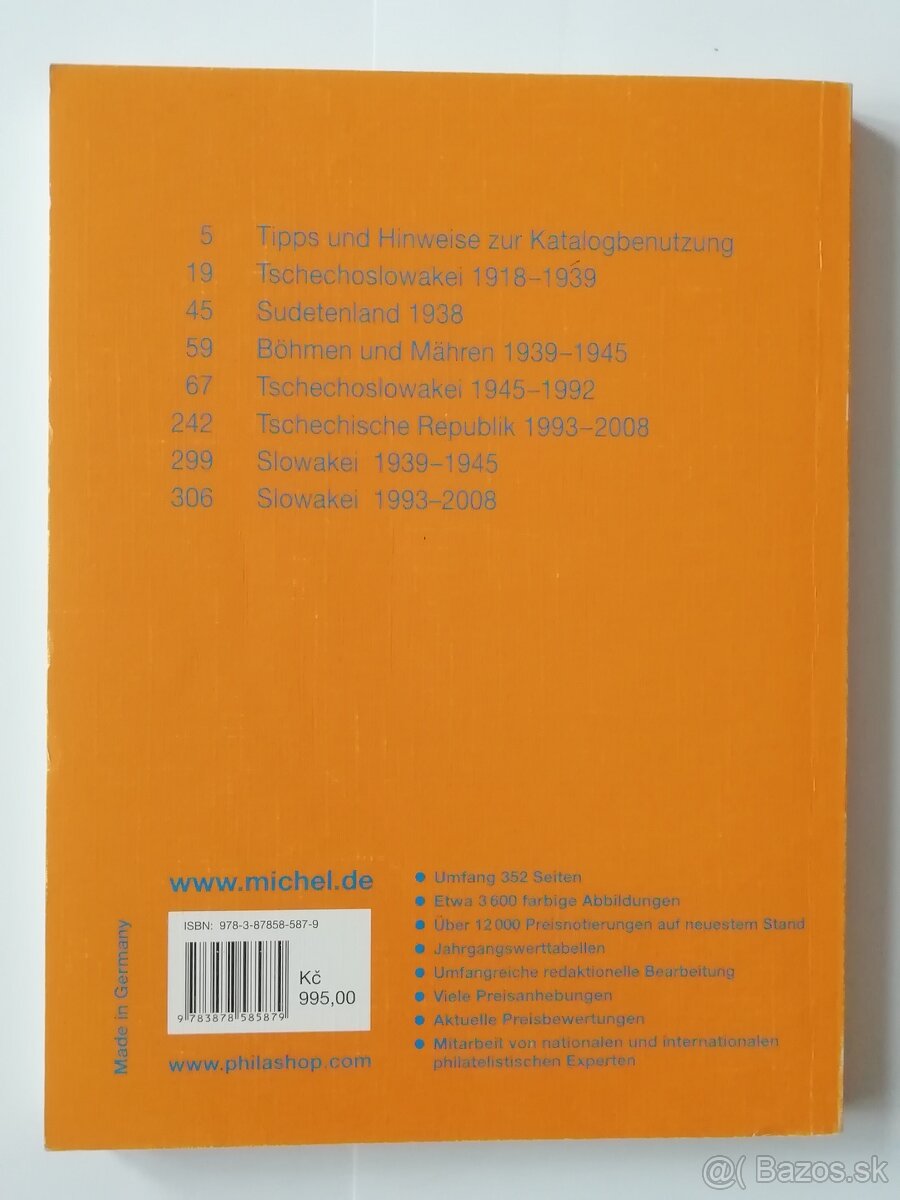 5 Tipps und Hinweise zur Katalogbenutzung
19 Tschechoslowakei 1918–1939
45 Sudetenland 1938
59 Böhmen und Mähren 1939–1945
67 Tschechoslowakei 1945–1992
242 Tschechische Republik 1993–2008
299 Slowakei 1939–1945
306 Slowakei 1993–2008
www.michel.de
ISBN: 978-3-87858-587-9
Kč
995,00
9 783878 585879
www.philashop.com
Made in Germany
● Umfang 352 Seiten
● Etwa 3 600 farbige Abbildungen
● Über 12 000 Preisnotierungen auf neuestem Stand
● Jahrgangswerttabellen
● Umfangreiche redaktionelle Bearbeitung
● Viele Preisanhebungen
● Aktuelle Preisbewertungen
● Mitarbeit von nationalen und internationalen
philatelistischen Experten
@( Bazos.sk